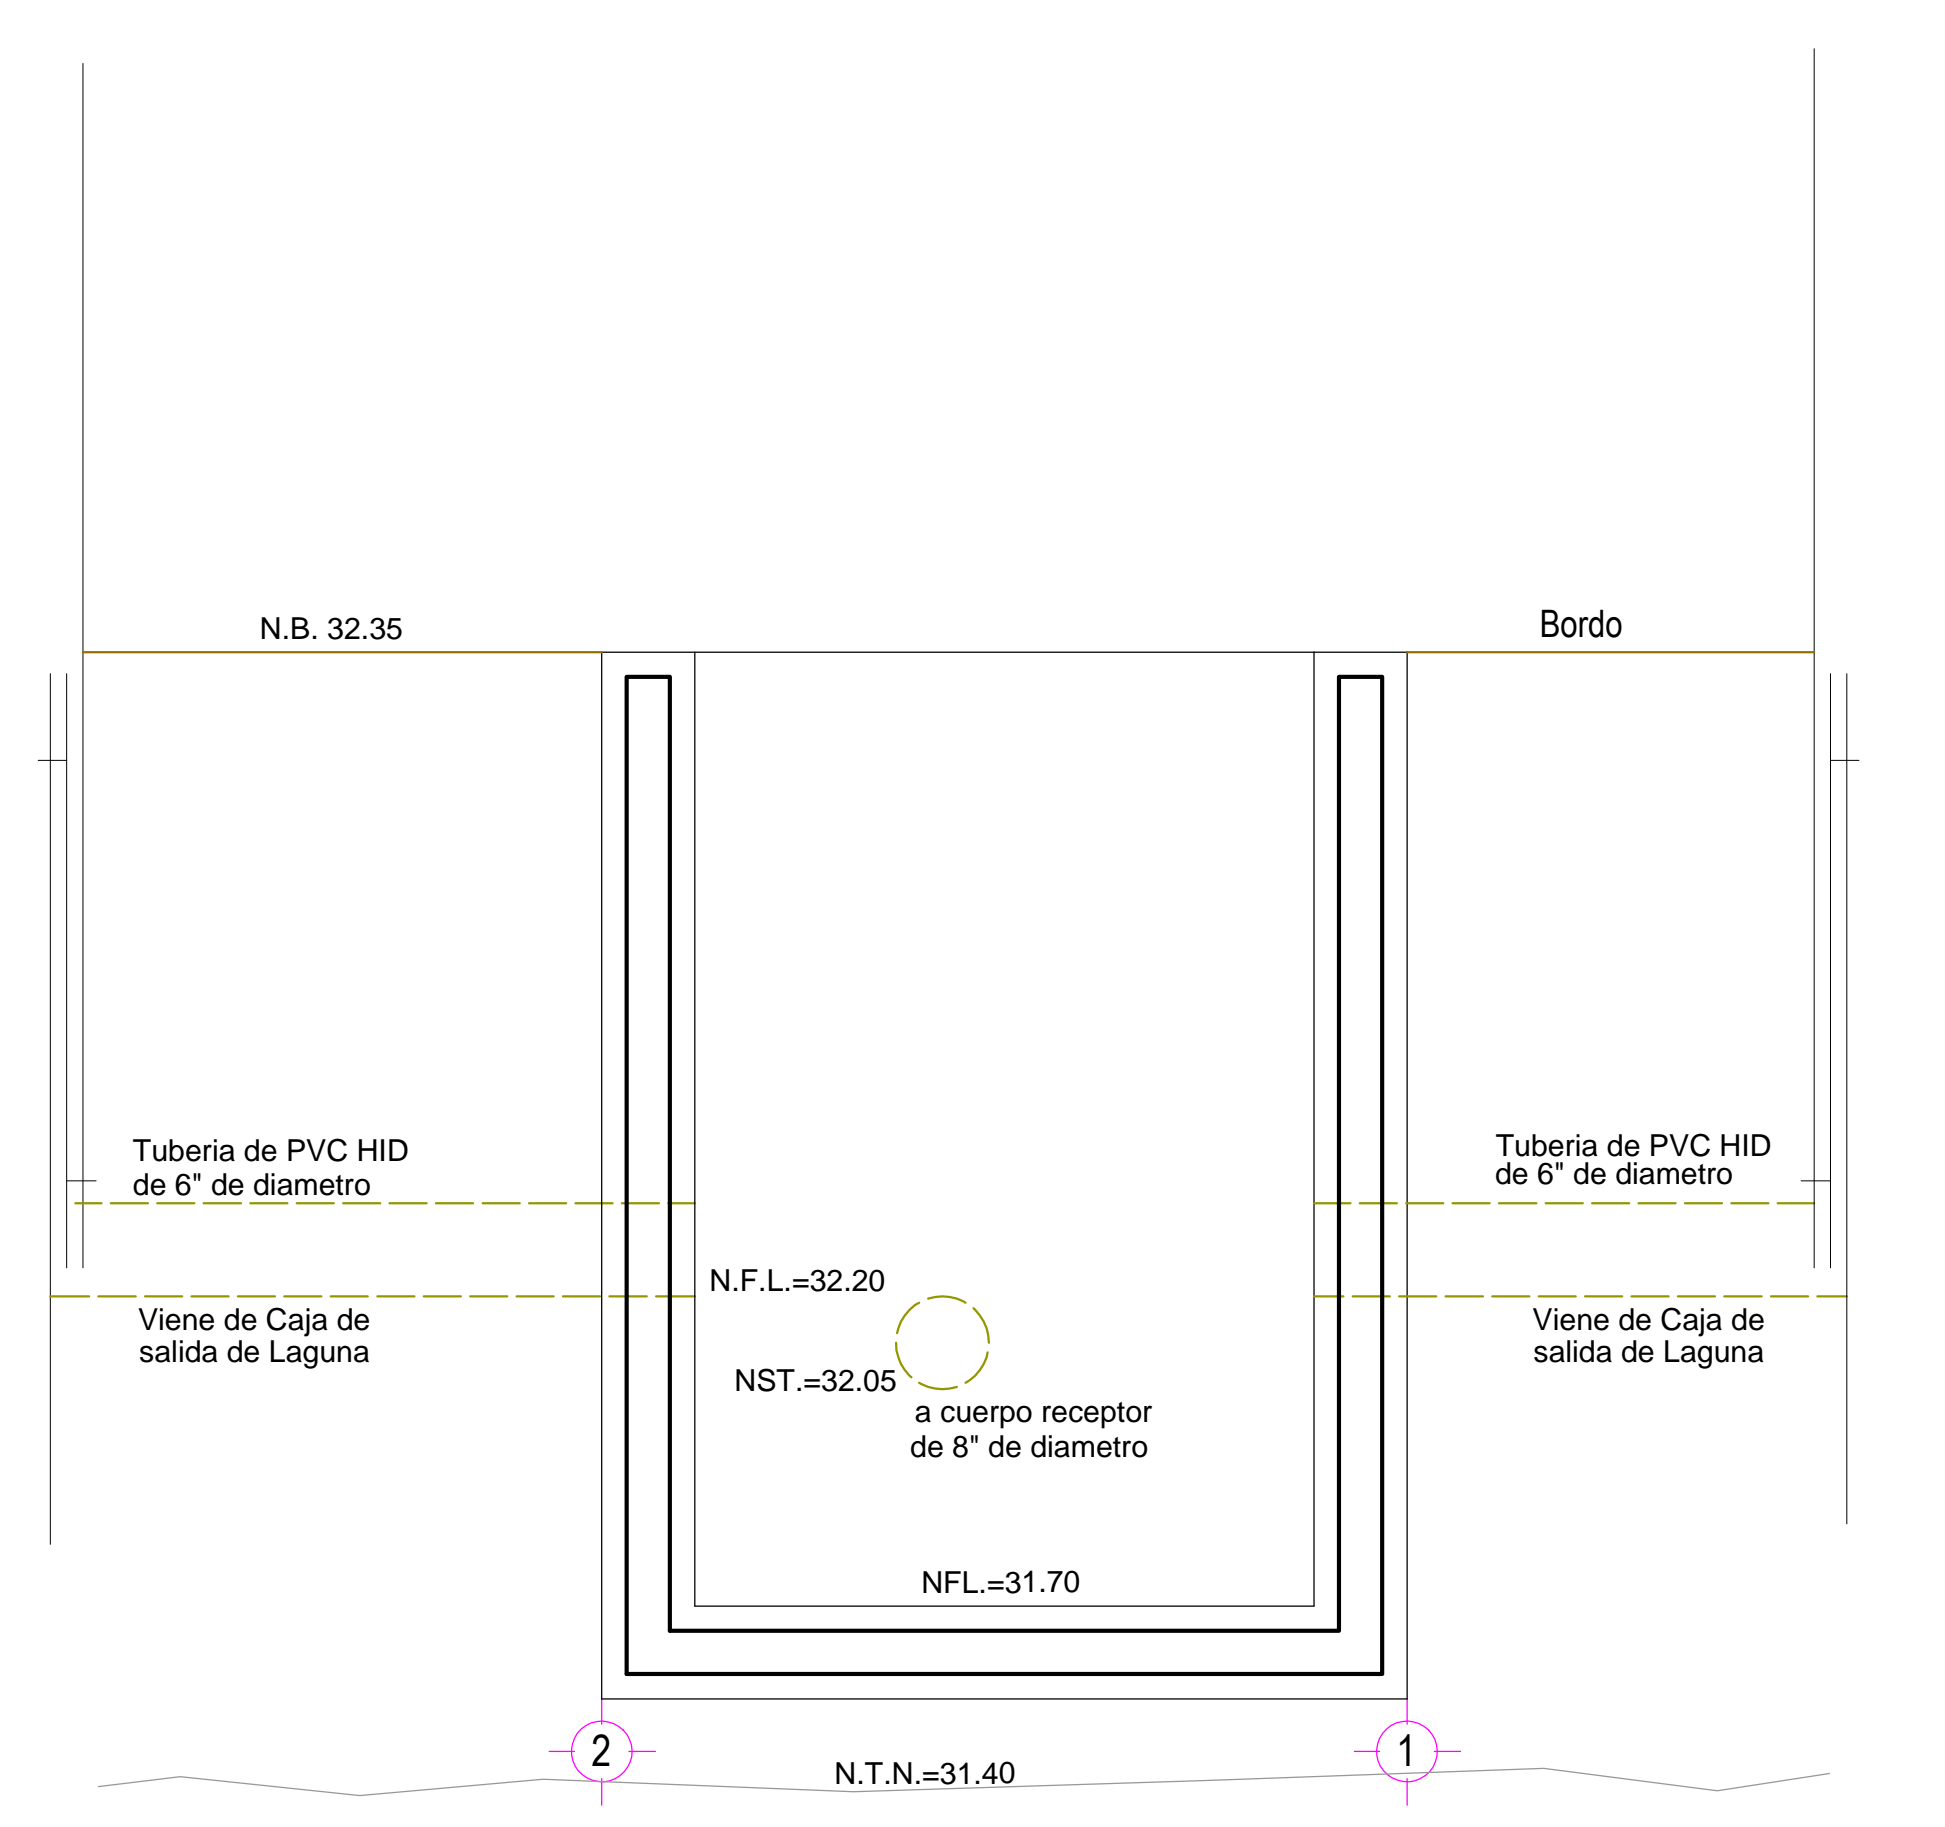 N.B. 32.35
Bordo
Tuberia de PVC HID
de 6" de diametro
Tuberia de PVC HID
de 6" de diametro
N.F.L.=32.20
Viene de Caja de
salida de Laguna
Viene de Caja de
salida de Laguna
NST.=32.05
a cuerpo receptor
de 8" de diametro
NFL.=31.70
2
1
N.T.N.=31.40